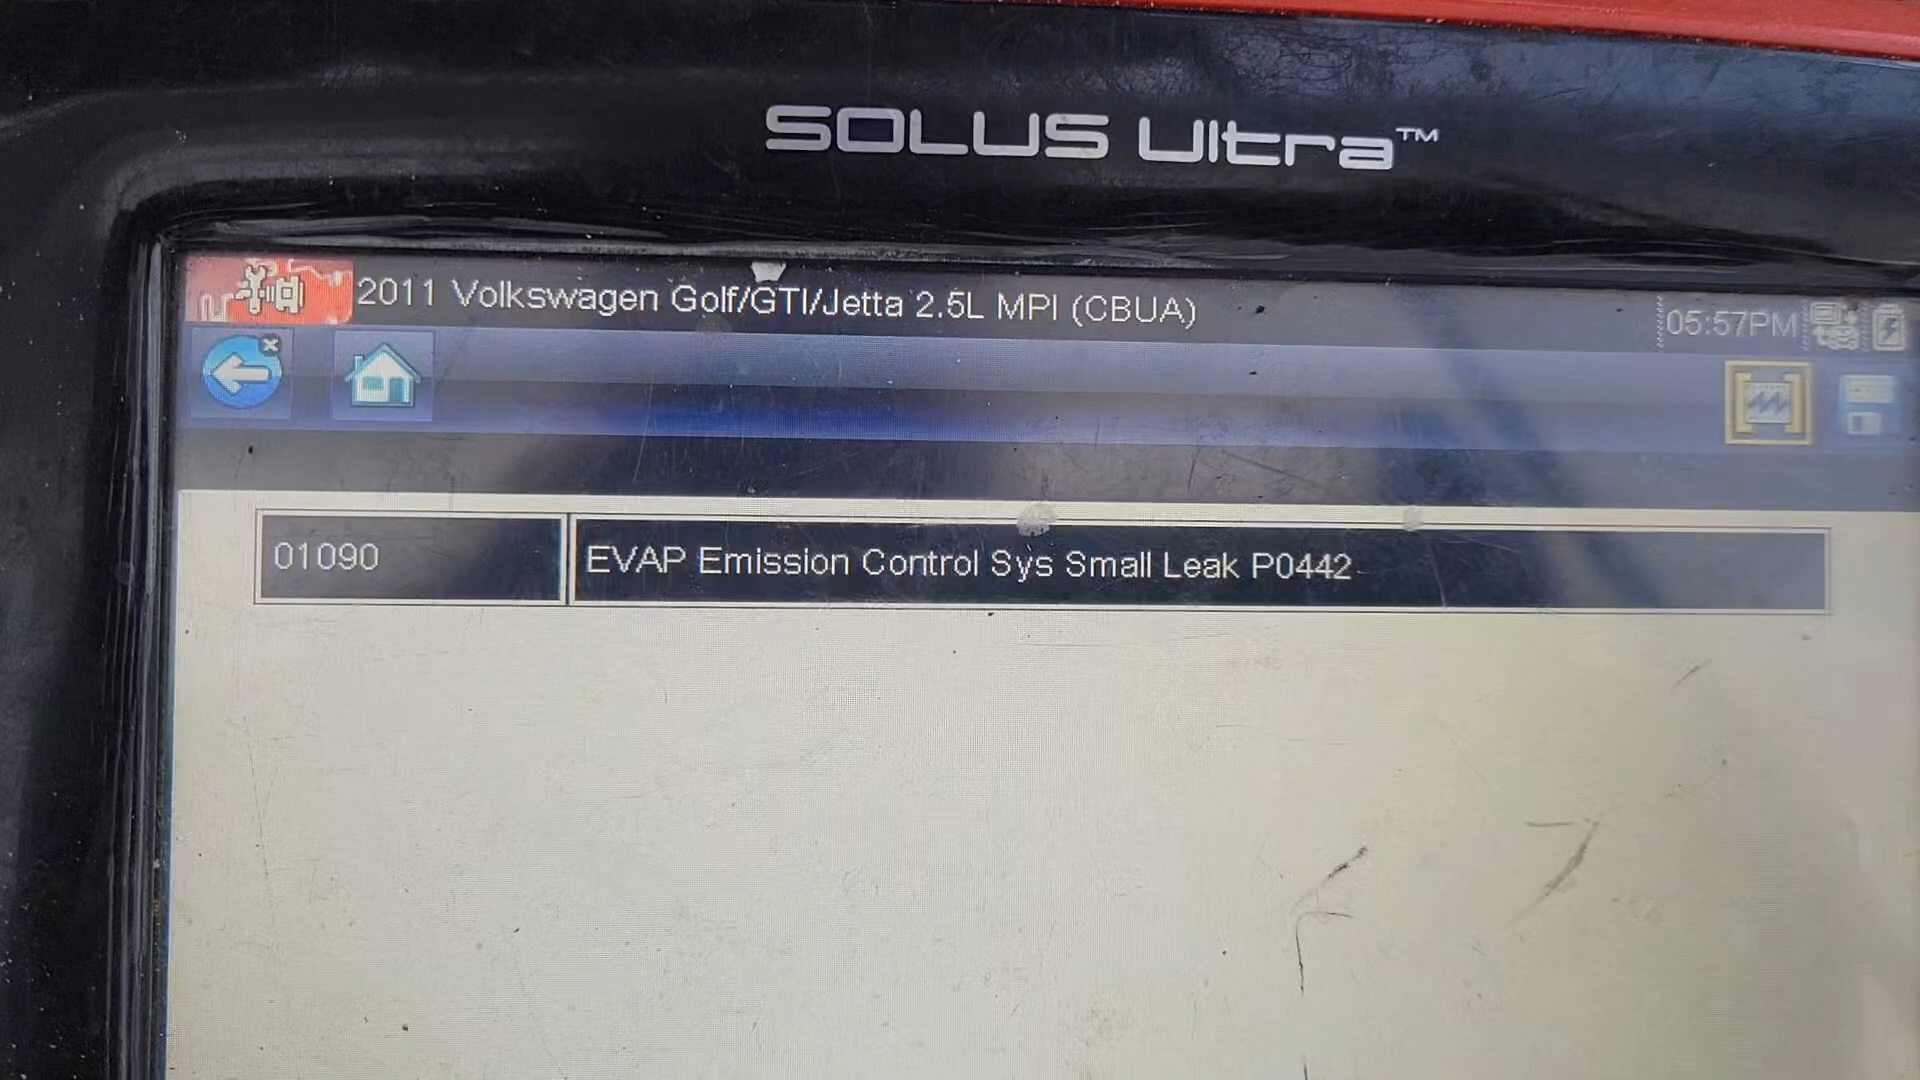 SOLUS Ultra™
2011 Volkswagen Golf/GTI/Jetta 2.5L MPI (CBUA)
05:57PM
01090
EVAP Emission Control Sys Small Leak P0442